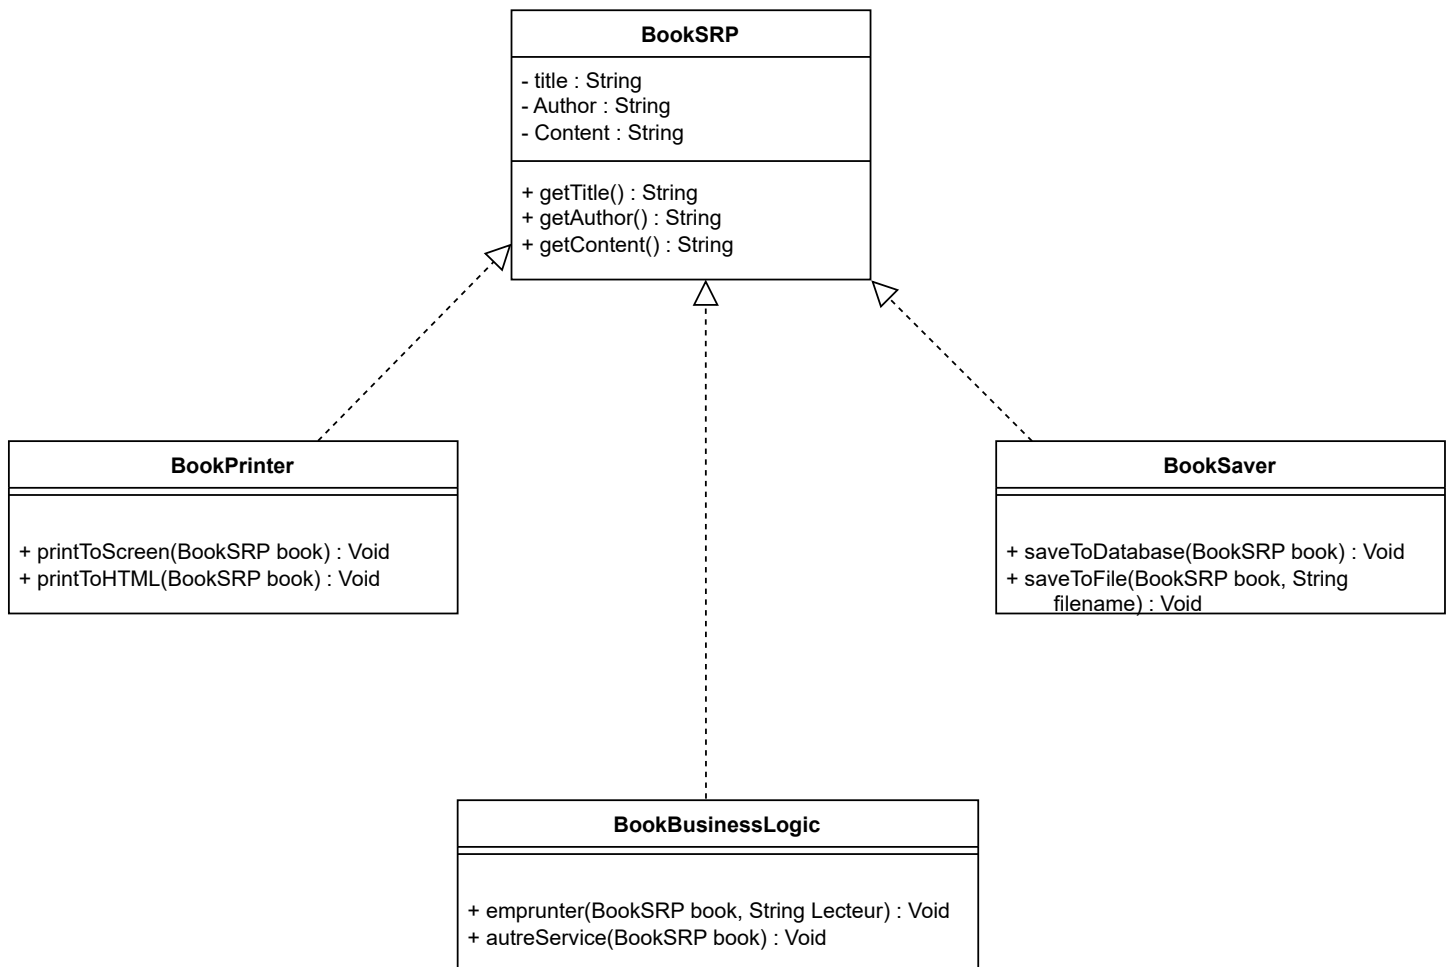 BookSRP
- title : String
- Author : String
- Content : String
+ getTitle() : String
+ getAuthor() : String
+ getContent() : String
BookPrinter
+ printToScreen(BookSRP book) : Void
+ printToHTML(BookSRP book) : Void
BookSaver
+ saveToDatabase(BookSRP book) : Void
+ saveToFile(BookSRP book, String
filename) : Void
BookBusinessLogic
+ emprunter(BookSRP book, String Lecteur) : Void
+ autreService(BookSRP book) : Void